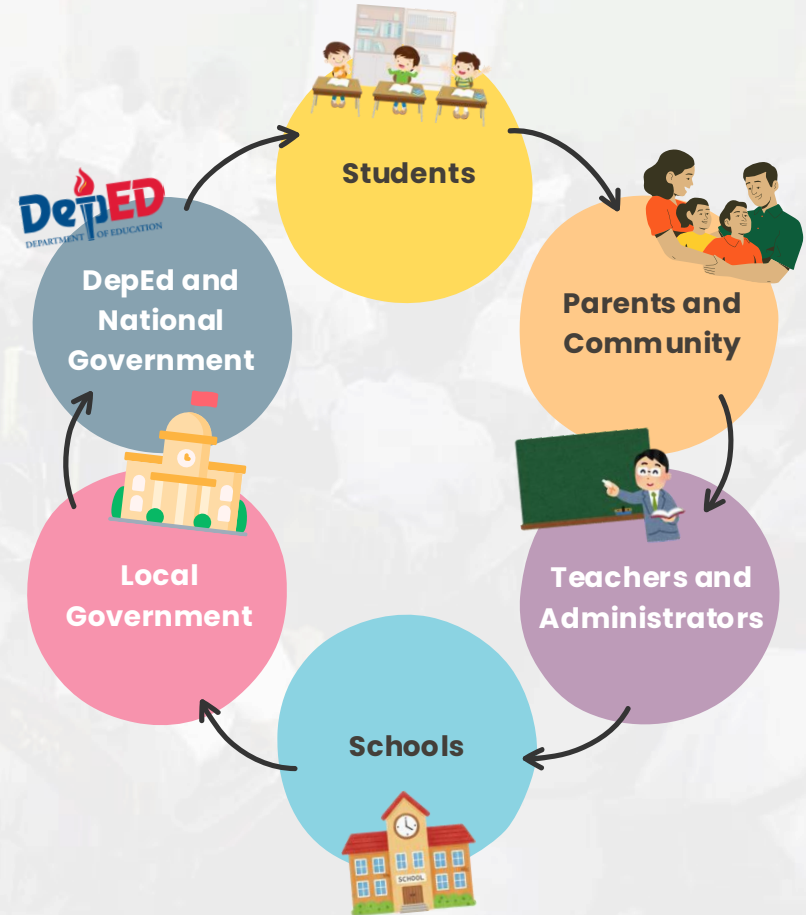 Students
DepED
DEPARTMENT OF EDUCATION
DepEd and
National
Government
Parents and
Community
Local
Government
Teachers and
Administrators
Schools
SCHOOL